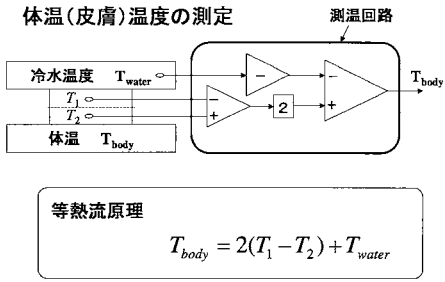 体温(皮膚)温度の測定
測温回路
冷水温度 T_water
T_1
T_2
体温 T_body
−
−
+
2
−
+
T_body
等熱流原理
T_body = 2(T_1 − T_2) + T_water